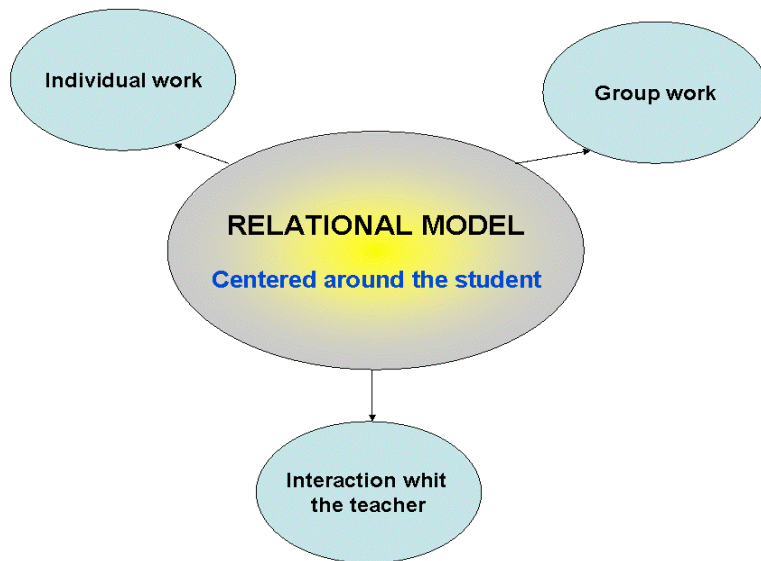 Individual work
Group work
RELATIONAL MODEL
Centered around the student
Interaction whit
the teacher